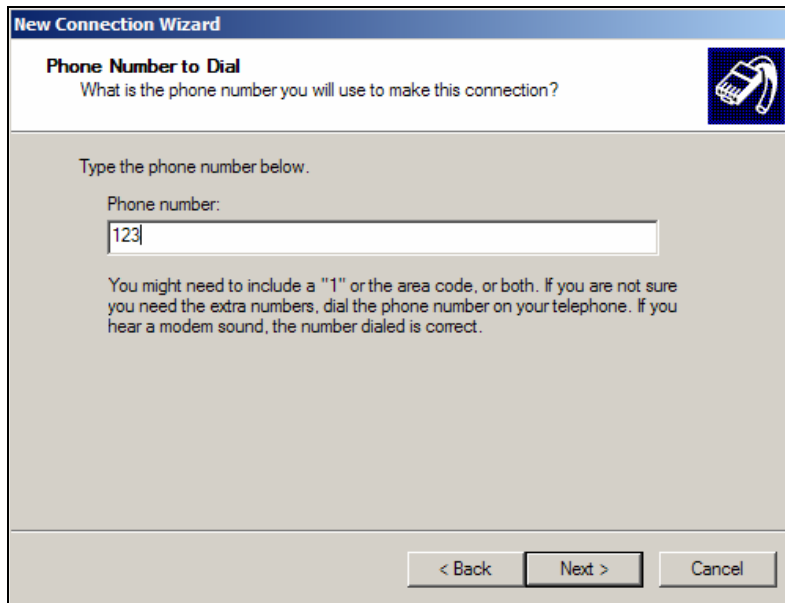 New Connection Wizard
Phone Number to Dial
What is the phone number you will use to make this connection?
Type the phone number below.
Phone number:
123
You might need to include a "1" or the area code, or both. If you are not sure
you need the extra numbers, dial the phone number on your telephone. If you
hear a modem sound, the number dialed is correct.
< Back Next > Cancel